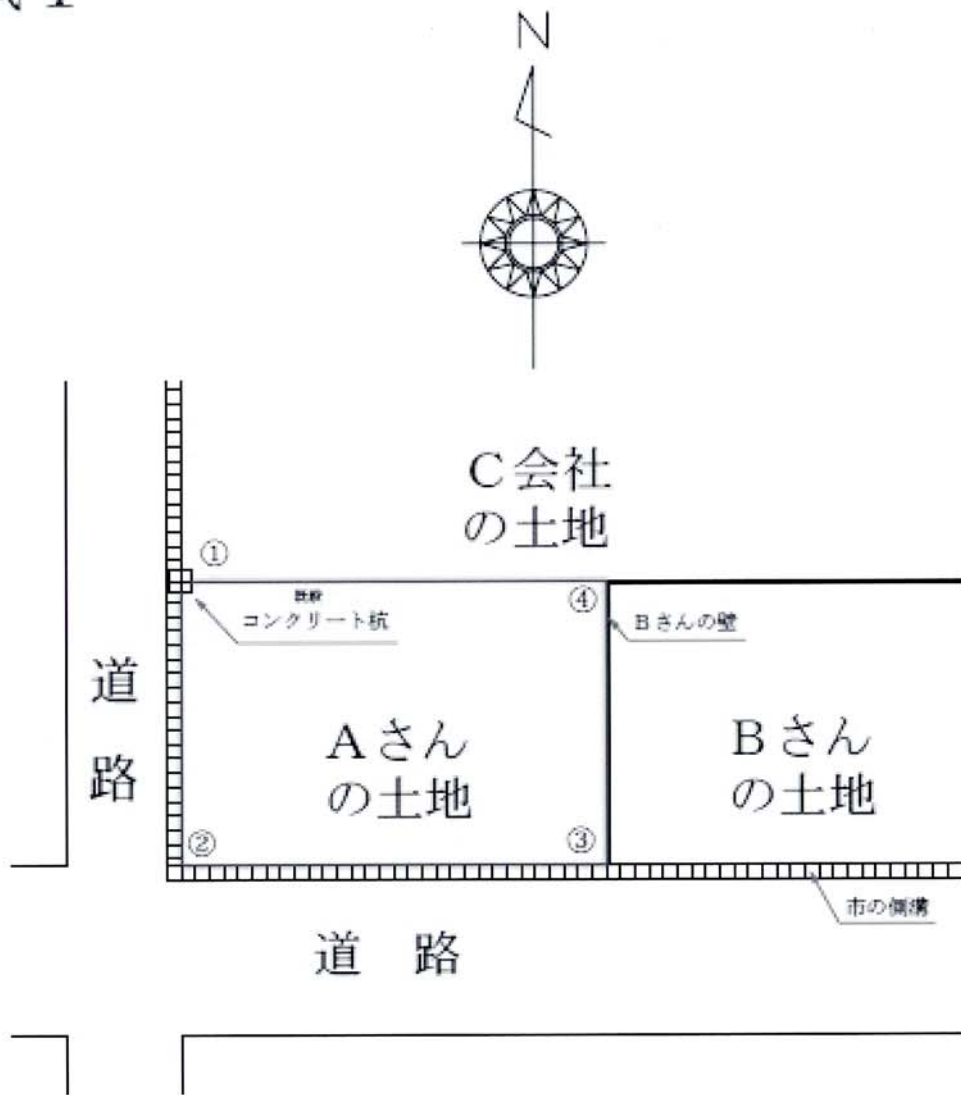 N
C会社
の土地
①
既設
コンクリート杭
④
Bさんの壁
道
路
Aさん
の土地
Bさん
の土地
②
③
市の側溝
道 路